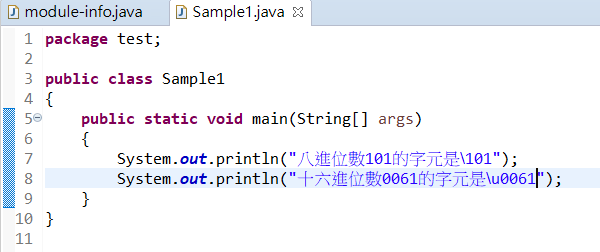 module-info.java Sample1.java
1 package test;
2
3 public class Sample1
4 {
5 public static void main(String[] args)
6 {
7 System.out.println("八進位數101的字元是\101");
8 System.out.println("十六進位數0061的字元是\u0061");
9 }
10 }
11